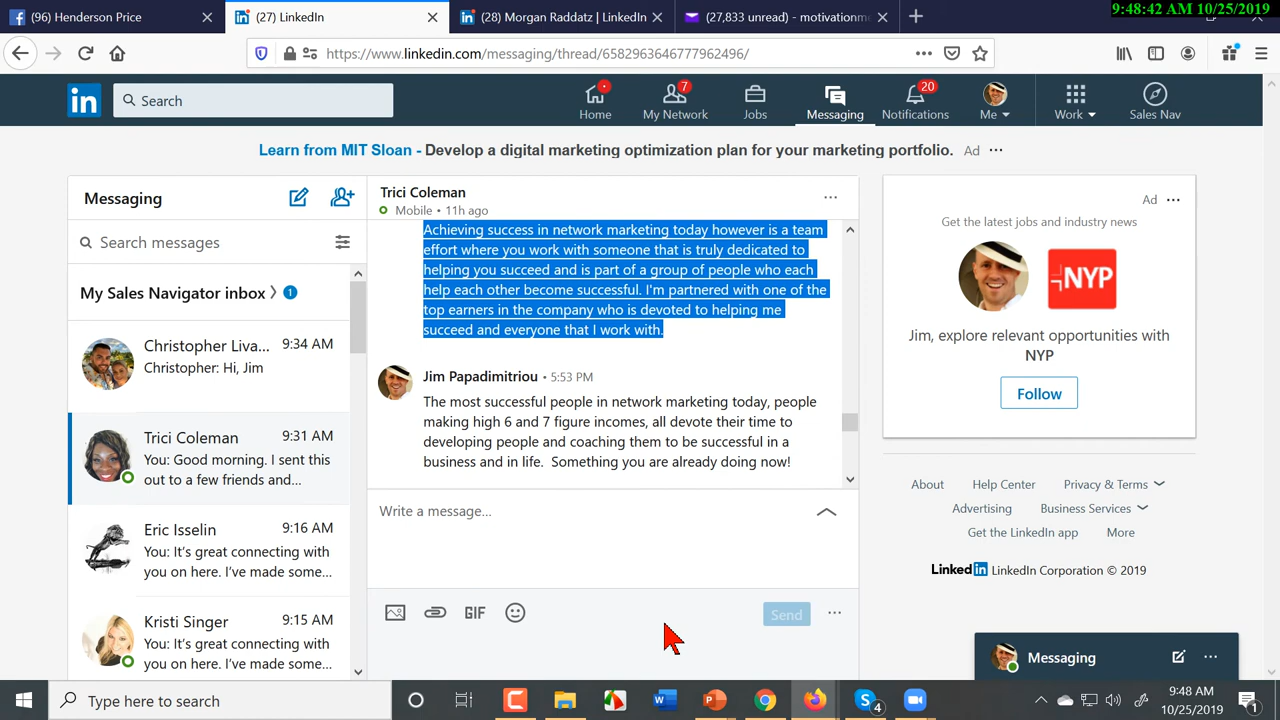 9:48:42 AM 10/25/2019
(96) Henderson Price
(27) LinkedIn
(28) Morgan Raddatz | LinkedIn
(27,833 unread) - motivationm
https://www.linkedin.com/messaging/thread/6582963646777962496/
in
Search
Home
7
My Network
Jobs
Messaging
20
Notifications
Me
Work
Sales Nav
Learn from MIT Sloan - Develop a digital marketing optimization plan for your marketing portfolio. Ad
Messaging
Search messages
My Sales Navigator inbox 1
Christopher Liva... 9:34 AM
Christopher: Hi, Jim
Trici Coleman 9:31 AM
You: Good morning. I sent this
out to a few friends and...
Eric Isselin 9:16 AM
You: It's great connecting with
you on here. I've made some...
Kristi Singer 9:15 AM
You: It's great connecting with
you on here. I've made some...
Trici Coleman
Mobile • 11h ago
Achieving success in network marketing today however is a team
effort where you work with someone that is truly dedicated to
helping you succeed and is part of a group of people who each
help each other become successful. I'm partnered with one of the
top earners in the company who is devoted to helping me
succeed and everyone that I work with.
Jim Papadimitriou • 5:53 PM
The most successful people in network marketing today, people
making high 6 and 7 figure incomes, all devote their time to
developing people and coaching them to be successful in a
business and in life.  Something you are already doing now!
Write a message...
GIF
Send
Ad
Get the latest jobs and industry news
NYP
Jim, explore relevant opportunities with
NYP
Follow
About Help Center Privacy & Terms
Advertising Business Services
Get the LinkedIn app More
LinkedIn LinkedIn Corporation © 2019
Messaging
Type here to search
4
9:48 AM
10/25/2019
1